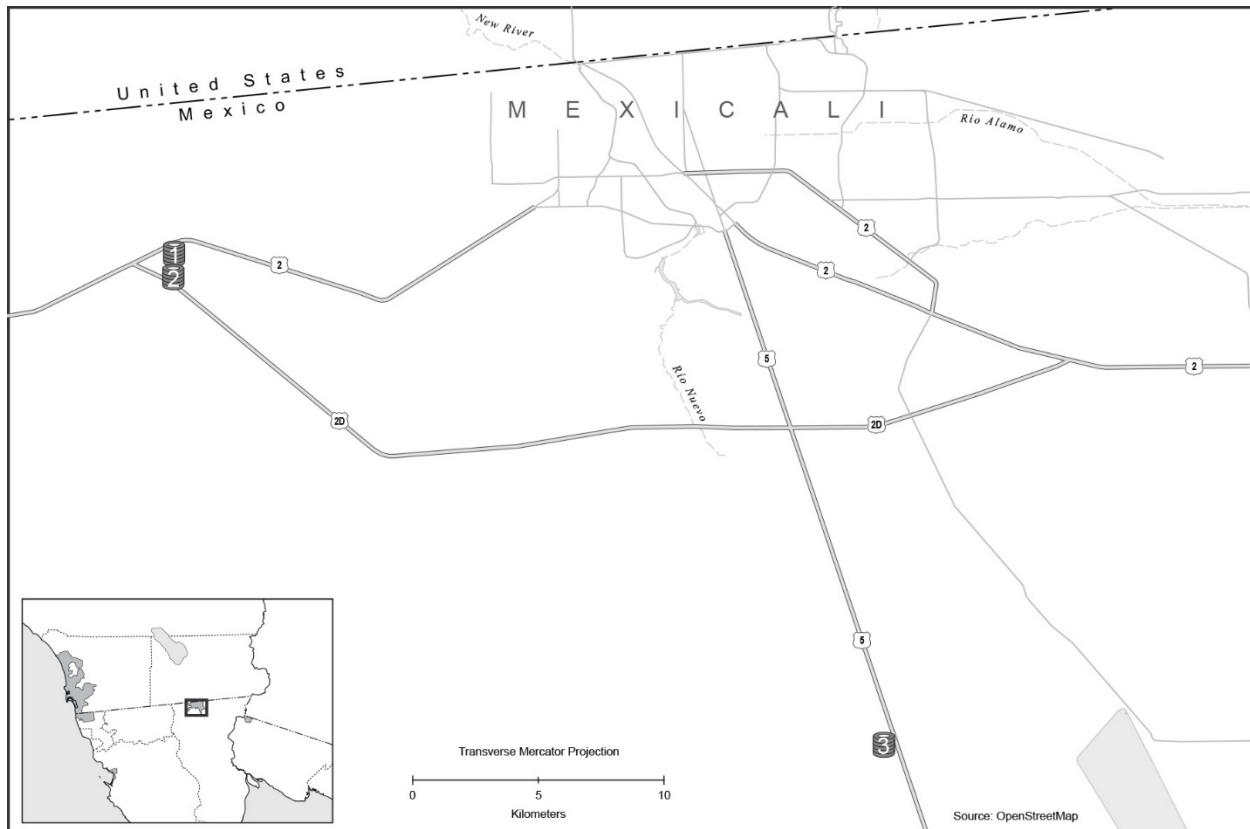 New River
United States
Mexico
MEXICALI
Rio Alamo
2
1
2
2
2
5
2
Rio Nuevo
2D
2D
5
3
Transverse Mercator Projection
0 5 10
Kilometers
Source: OpenStreetMap